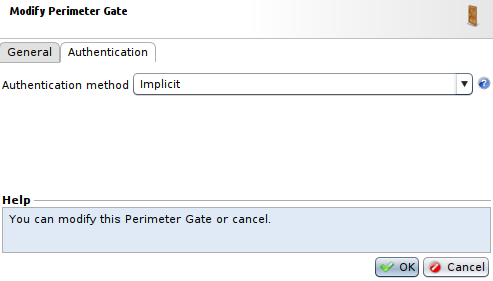 Modify Perimeter Gate
General Authentication
Authentication method Implicit
Help
You can modify this Perimeter Gate or cancel.
OK Cancel